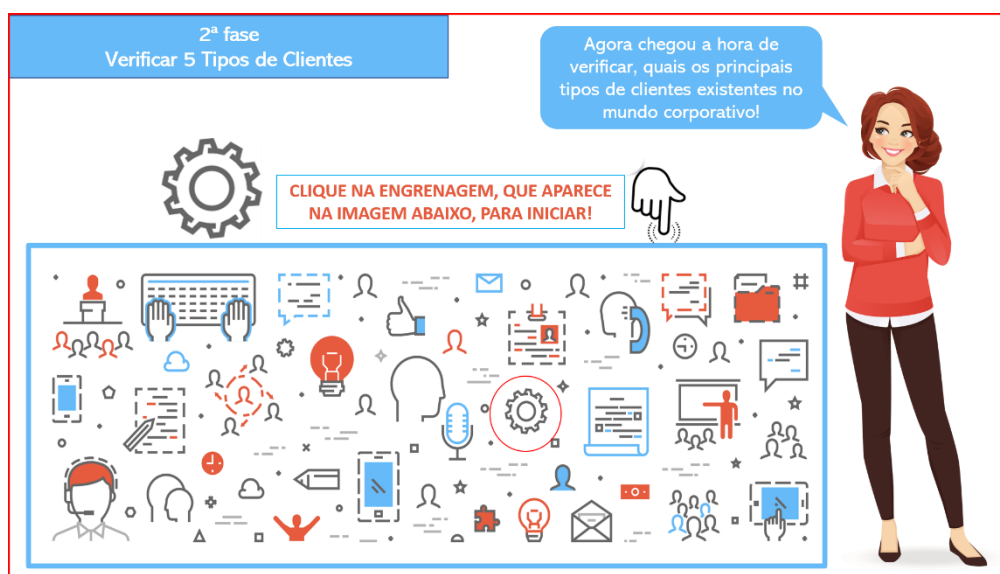 2ª fase
Verificar 5 Tipos de Clientes
Agora chegou a hora de
verificar, quais os principais
tipos de clientes existentes no
mundo corporativo!
CLIQUE NA ENGRENAGEM, QUE APARECE
NA IMAGEM ABAIXO, PARA INICIAR!